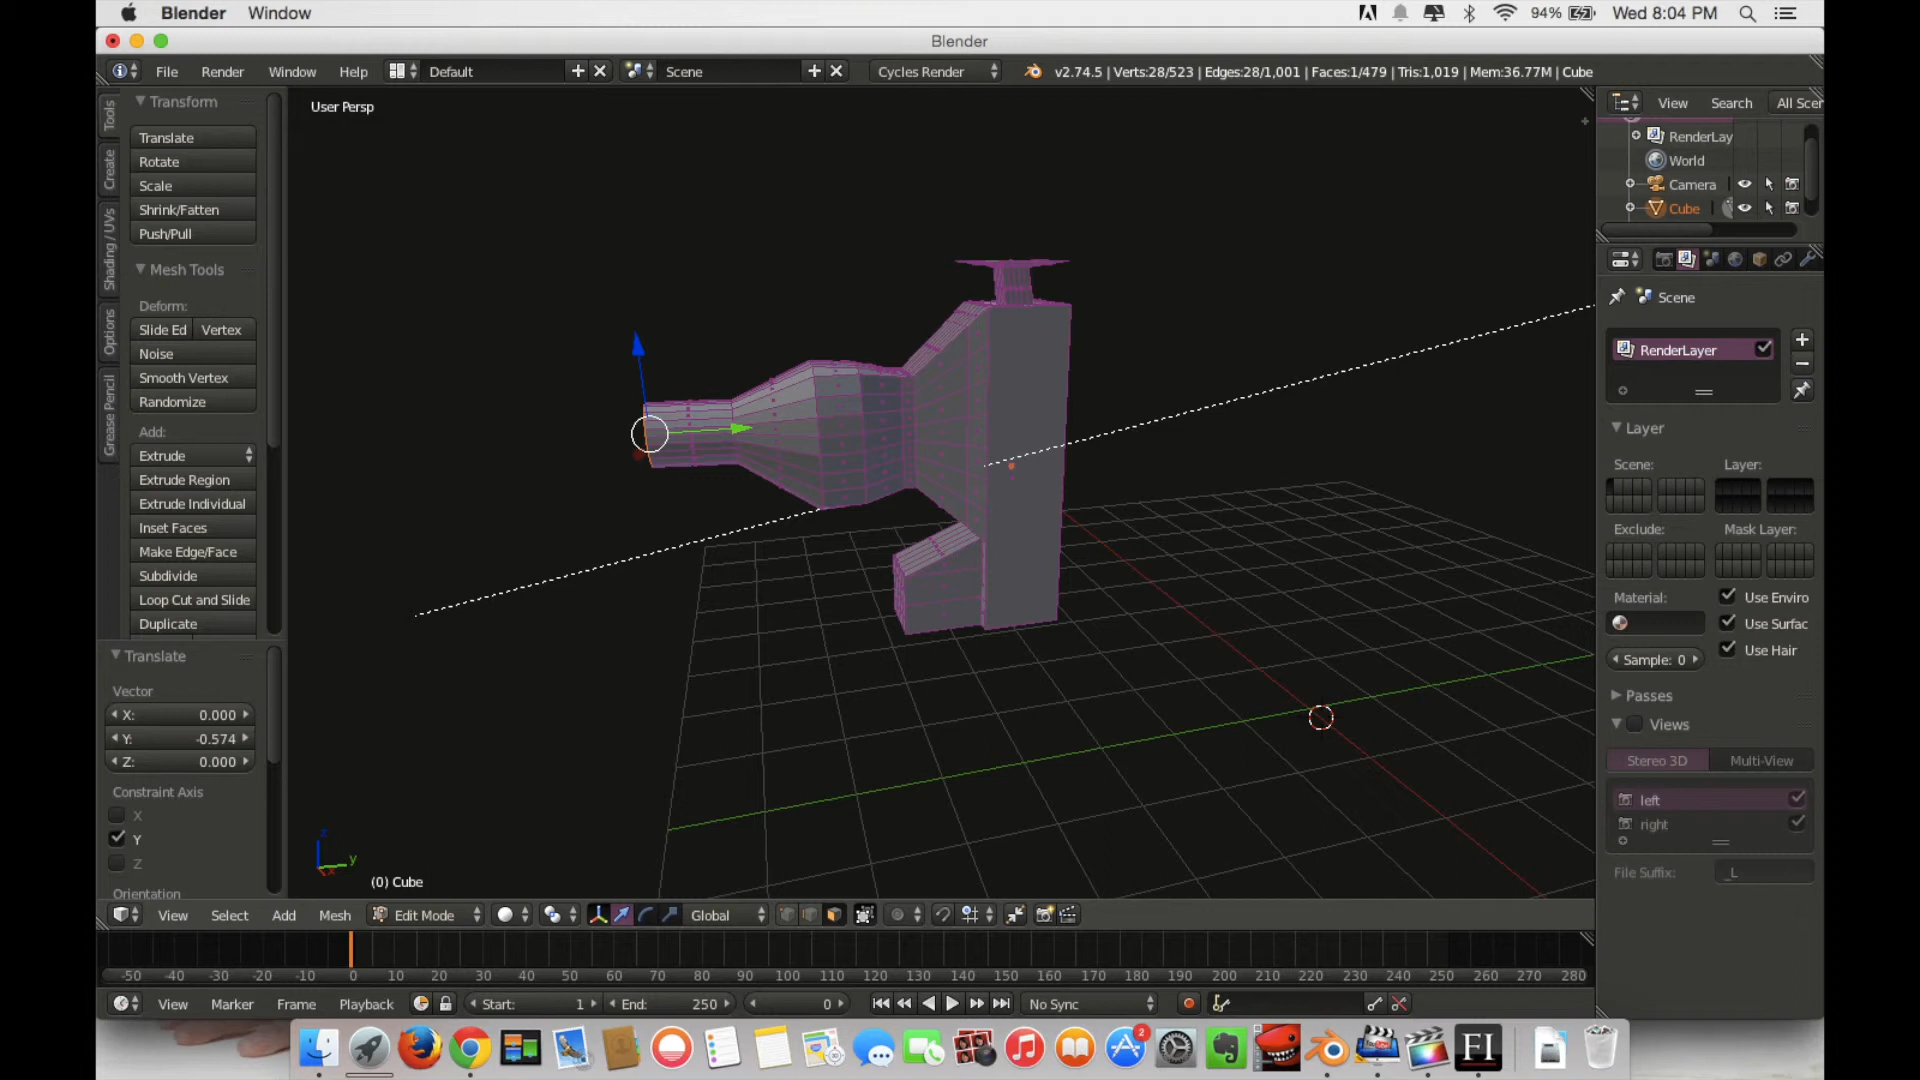 Blender Window 94% Wed 8:04 PM
Blender
File Render Window Help Default Scene Cycles Render v2.74.5 | Verts:28/523 | Edges:28/1,001 | Faces:1/479 | Tris:1,019 | Mem:36.77M | Cube
Tools
Create
Shading / UVs
Options
Grease Pencil
Transform
Translate
Rotate
Scale
Shrink/Fatten
Push/Pull
Mesh Tools
Deform:
Slide Ed Vertex
Noise
Smooth Vertex
Randomize
Add:
Extrude
Extrude Region
Extrude Individual
Inset Faces
Make Edge/Face
Subdivide
Loop Cut and Slide
Duplicate
Translate
Vector
X: 0.000
Y: -0.574
Z: 0.000
Constraint Axis
X
Y
Z
Orientation
User Persp
z
y
x
(0) Cube
View Search All Scer
RenderLay
World
Camera
Cube
Scene
RenderLayer
Layer
Scene: Layer:
Exclude: Mask Layer:
Material: Use Enviro
Use Surfac
Sample: 0 Use Hair
Passes
Views
Stereo 3D Multi-View
left
right
File Suffix: _L
View Select Add Mesh Edit Mode Global
-50 -40 -30 -20 -10 0 10 20 30 40 50 60 70 80 90 100 110 120 130 140 150 160 170 180 190 200 210 220 230 240 250 260 270 280
View Marker Frame Playback Start: 1 End: 250 0 No Sync
2
FI